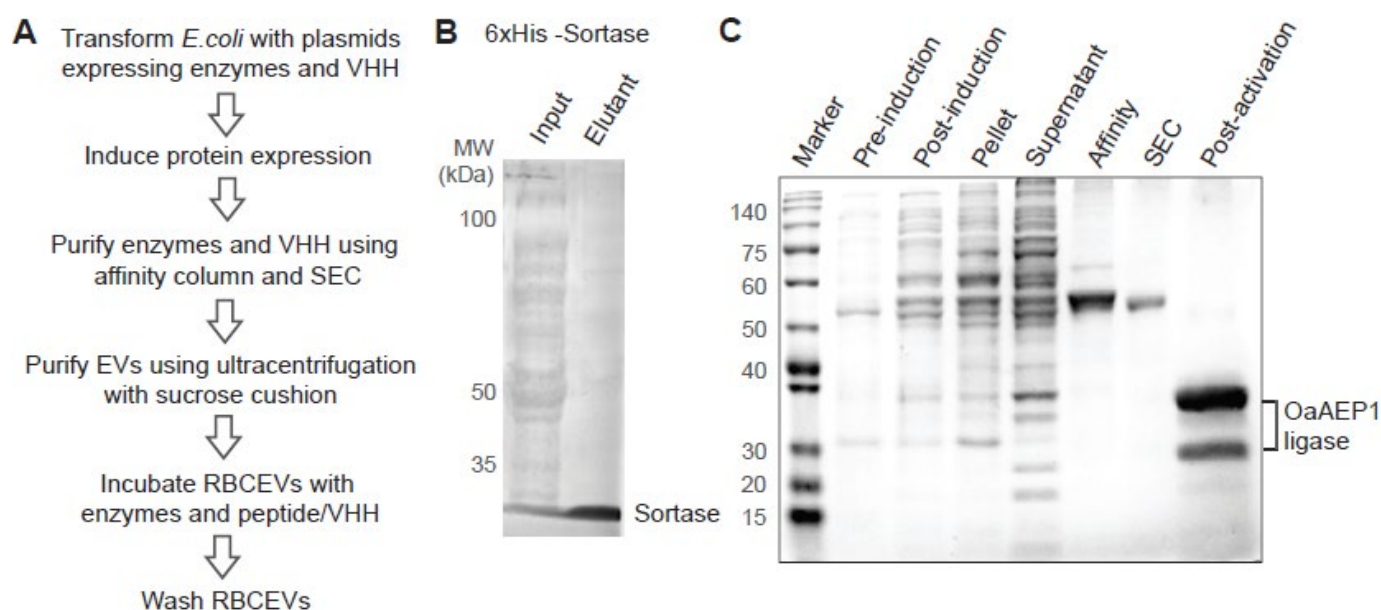 A
Transform E.coli with plasmids
expressing enzymes and VHH
Induce protein expression
Purify enzymes and VHH using
affinity column and SEC
Purify EVs using ultracentrifugation
with sucrose cushion
Incubate RBCEVs with
enzymes and peptide/VHH
Wash RBCEVs
B
6xHis -Sortase
Input
Elutant
MW
(kDa)
100
50
35
Sortase
C
Marker
Pre-induction
Post-induction
Pellet
Supernatant
Affinity
SEC
Post-activation
140
75
60
50
40
30
20
15
OaAEP1
ligase